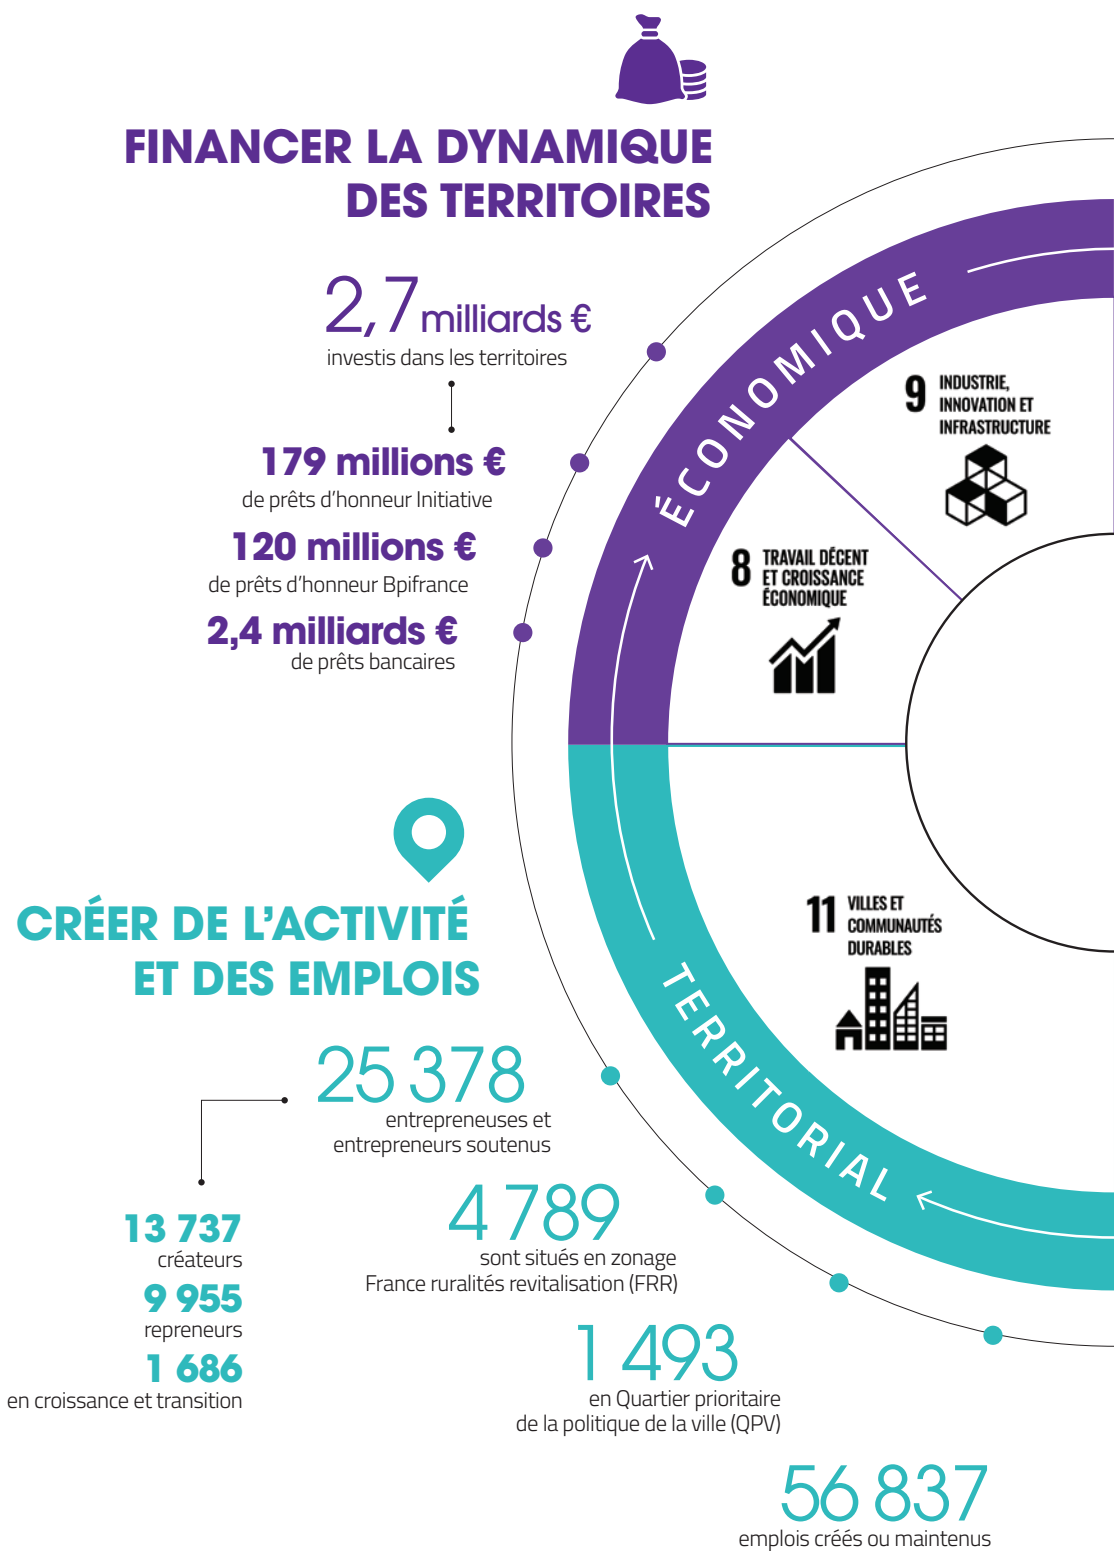 FINANCER LA DYNAMIQUE
DES TERRITOIRES
2,7 milliards €
investis dans les territoires
179 millions €
de prêts d'honneur Initiative
120 millions €
de prêts d'honneur Bpifrance
2,4 milliards €
de prêts bancaires
ÉCONOMIQUE
9 INDUSTRIE,
INNOVATION ET
INFRASTRUCTURE
8 TRAVAIL DÉCENT
ET CROISSANCE
ÉCONOMIQUE
11 VILLES ET
COMMUNAUTÉS
DURABLES
TERRITORIAL
CRÉER DE L’ACTIVITÉ
ET DES EMPLOIS
25 378
entrepreneuses et
entrepreneurs soutenus
13 737
créateurs
9 955
repreneurs
1 686
en croissance et transition
4 789
sont situés en zonage
France ruralités revitalisation (FRR)
1 493
en Quartier prioritaire
de la politique de la ville (QPV)
56 837
emplois créés ou maintenus